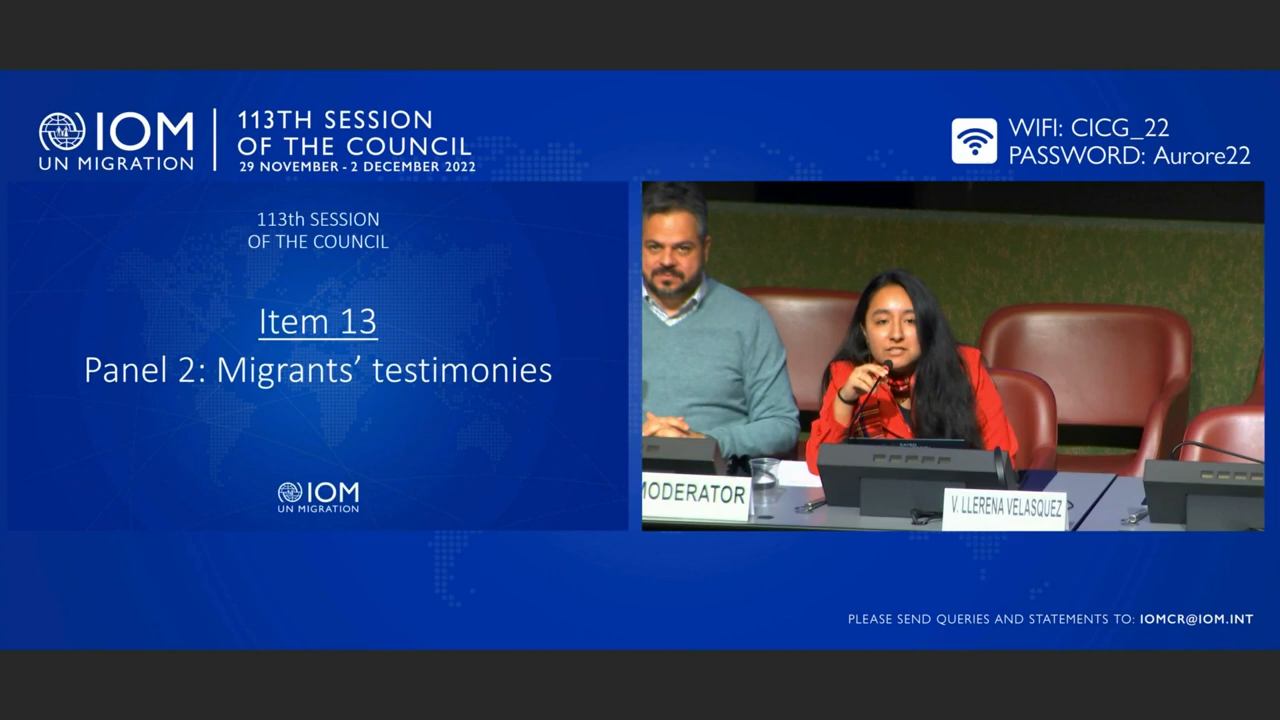 IOM
UN MIGRATION
113TH SESSION
OF THE COUNCIL
29 NOVEMBER - 2 DECEMBER 2022
WIFI: CICG_22
PASSWORD: Aurore22
113th SESSION
OF THE COUNCIL
Item 13
Panel 2: Migrants' testimonies
IOM
UN MIGRATION
MODERATOR
V. LLERENA VELASQUEZ
PLEASE SEND QUERIES AND STATEMENTS TO: IOMCR@IOM.INT